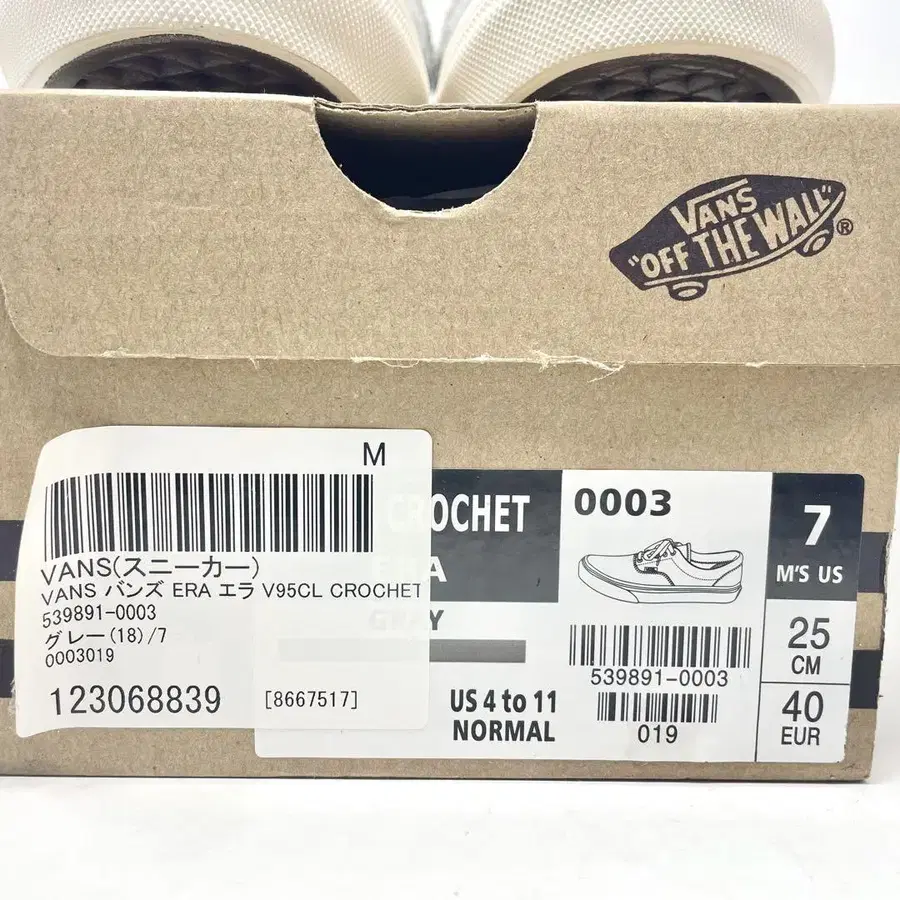 VANS
"OFF THE WALL"®
M
VANS(スニーカー)
VANS バンズ ERA エラ V95CL CROCHET
539891-0003
グレー(18)/7
0003019
123068839
[8667517]
CROCHET
A
GRAY
US 4 to 11
NORMAL
0003
539891-0003
019
7
M'S US
25
CM
40
EUR